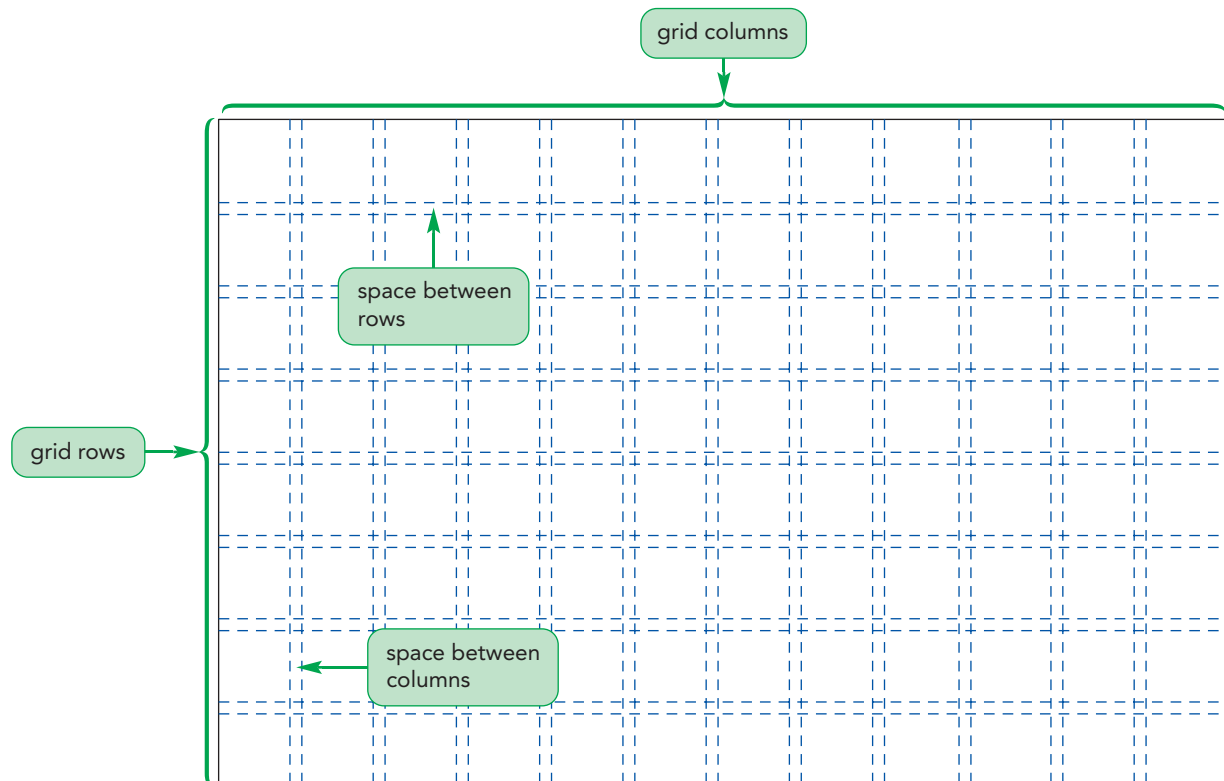 grid columns
space between
rows
grid rows
space between
columns